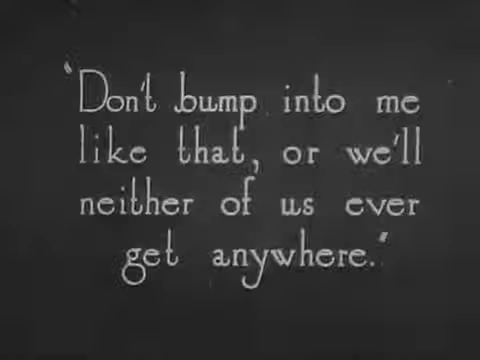 "Don't bump into me
like that, or we'll
neither of us ever
get anywhere."